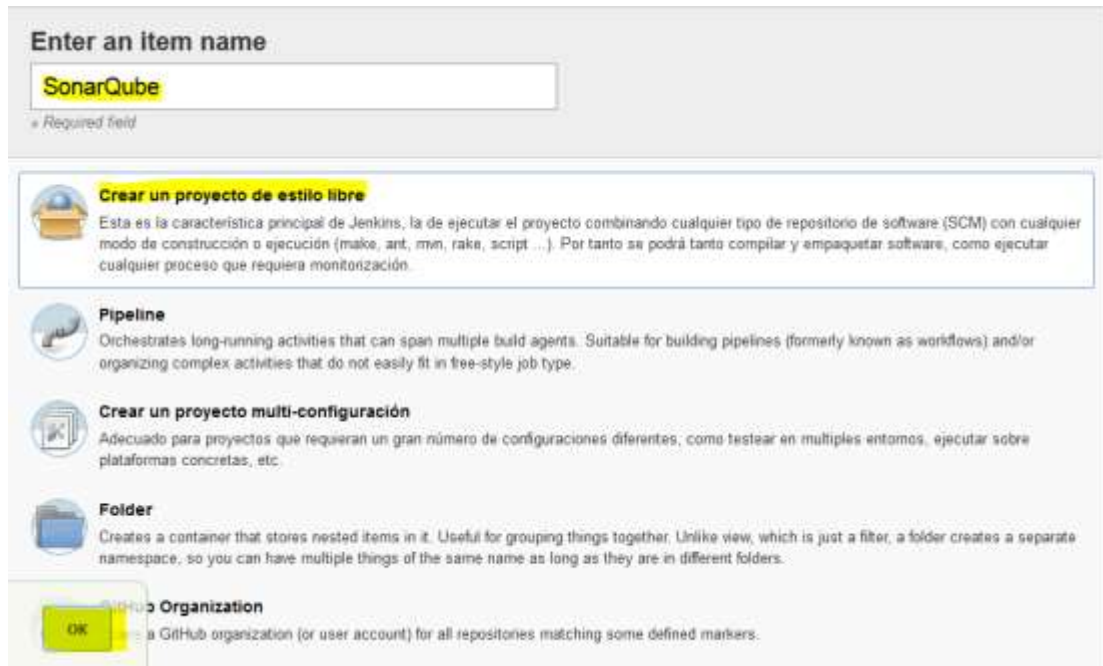 Enter an item name
SonarQube
» Required field
Crear un proyecto de estilo libre
Esta es la característica principal de Jenkins, la de ejecutar el proyecto combinando cualquier tipo de repositorio de software (SCM) con cualquier
modo de construcción o ejecución (make, ant, mvn, rake, script ...). Por tanto se podrá tanto compilar y empaquetar software, como ejecutar
cualquier proceso que requiera monitorización.
Pipeline
Orchestrates long-running activities that can span multiple build agents. Suitable for building pipelines (formerly known as workflows) and/or
organizing complex activities that do not easily fit in free-style job type.
Crear un proyecto multi-configuración
Adecuado para proyectos que requieran un gran número de configuraciones diferentes, como testear en multiples entornos, ejecutar sobre
plataformas concretas, etc.
Folder
Creates a container that stores nested items in it. Useful for grouping things together. Unlike view, which is just a filter, a folder creates a separate
namespace, so you can have multiple things of the same name as long as they are in different folders.
GitHub Organization
OK
a GitHub organization (or user account) for all repositories matching some defined markers.